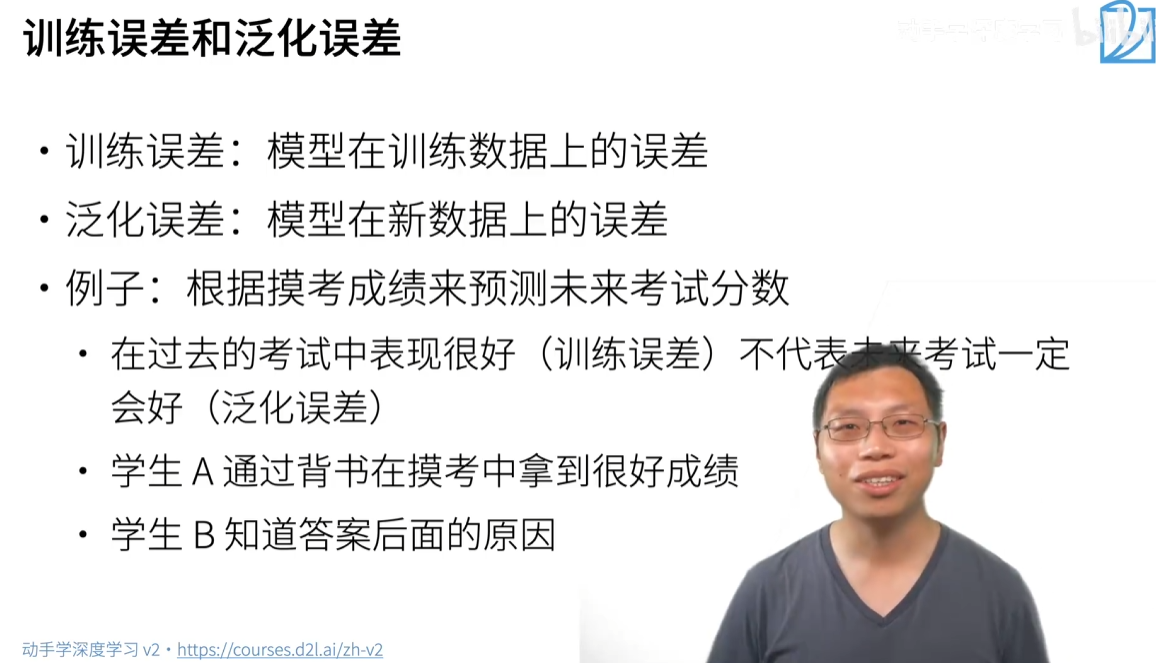 训练误差和泛化误差
bilibili
• 训练误差：模型在训练数据上的误差
• 泛化误差：模型在新数据上的误差
• 例子：根据摸考成绩来预测未来考试分数
• 在过去的考试中表现很好（训练误差）不代表未来考试一定
会好（泛化误差）
• 学生 A 通过背书在摸考中拿到很好成绩
• 学生 B 知道答案后面的原因
动手学深度学习 v2 • https://courses.d2l.ai/zh-v2